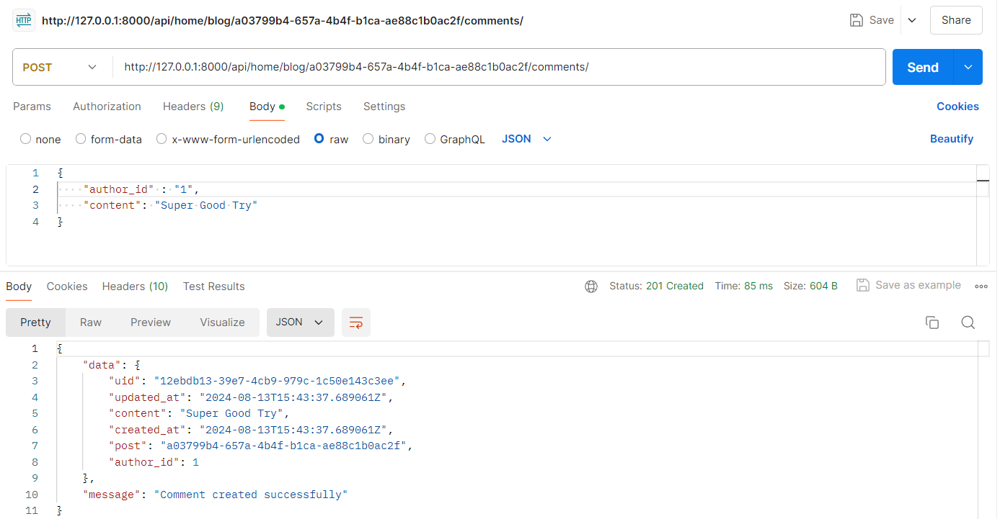 HTTP http://127.0.0.1:8000/api/home/blog/a03799b4-657a-4b4f-b1ca-ae88c1b0ac2f/comments/ Save Share
POST http://127.0.0.1:8000/api/home/blog/a03799b4-657a-4b4f-b1ca-ae88c1b0ac2f/comments/ Send
Params Authorization Headers (9) Body Scripts Settings Cookies
none form-data x-www-form-urlencoded raw binary GraphQL JSON Beautify
1 {
2 "author_id" : "1",
3 "content": "Super Good Try"
4 }
Body Cookies Headers (10) Test Results Status: 201 Created Time: 85 ms Size: 604 B Save as example
Pretty Raw Preview Visualize JSON
1 {
2 "data": {
3 "uid": "12ebdb13-39e7-4cb9-979c-1c50e143c3ee",
4 "updated_at": "2024-08-13T15:43:37.689061Z",
5 "content": "Super Good Try",
6 "created_at": "2024-08-13T15:43:37.689061Z",
7 "post": "a03799b4-657a-4b4f-b1ca-ae88c1b0ac2f",
8 "author_id": 1
9 },
10 "message": "Comment created successfully"
11 }